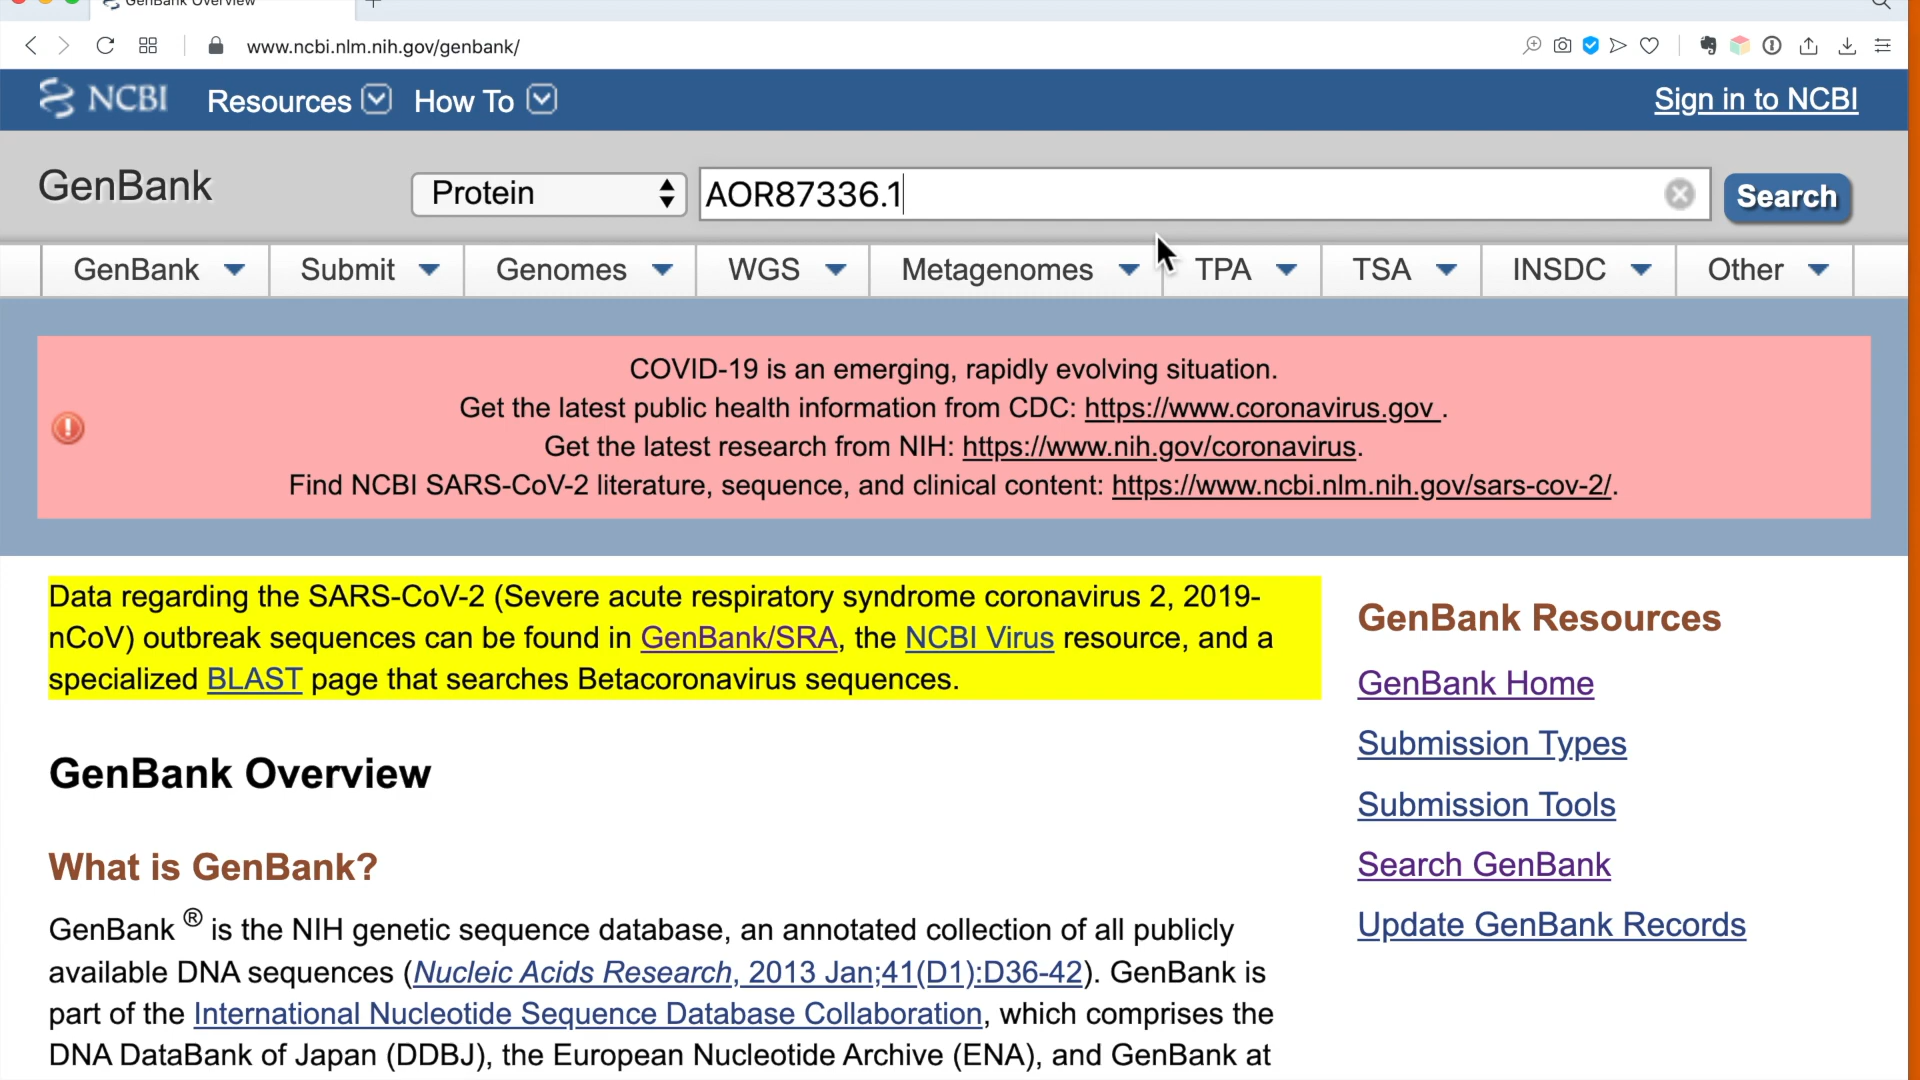 GenBank Overview
www.ncbi.nlm.nih.gov/genbank/
NCBI Resources How To Sign in to NCBI
GenBank Protein AOR87336.1 Search
GenBank Submit Genomes WGS Metagenomes TPA TSA INSDC Other
COVID-19 is an emerging, rapidly evolving situation.
Get the latest public health information from CDC: https://www.coronavirus.gov .
Get the latest research from NIH: https://www.nih.gov/coronavirus.
Find NCBI SARS-CoV-2 literature, sequence, and clinical content: https://www.ncbi.nlm.nih.gov/sars-cov-2/.
Data regarding the SARS-CoV-2 (Severe acute respiratory syndrome coronavirus 2, 2019-
nCoV) outbreak sequences can be found in GenBank/SRA, the NCBI Virus resource, and a
specialized BLAST page that searches Betacoronavirus sequences.
GenBank Overview
What is GenBank?
GenBank ® is the NIH genetic sequence database, an annotated collection of all publicly
available DNA sequences (Nucleic Acids Research, 2013 Jan;41(D1):D36-42). GenBank is
part of the International Nucleotide Sequence Database Collaboration, which comprises the
DNA DataBank of Japan (DDBJ), the European Nucleotide Archive (ENA), and GenBank at
GenBank Resources
GenBank Home
Submission Types
Submission Tools
Search GenBank
Update GenBank Records